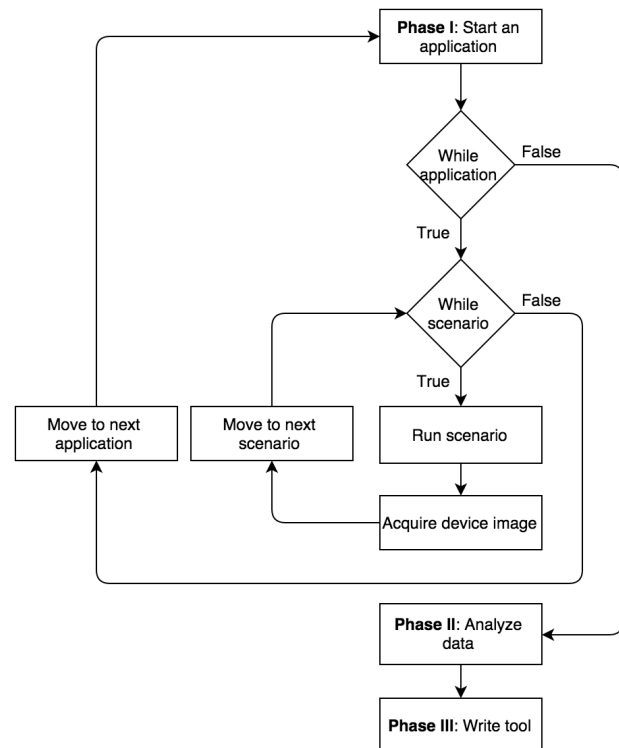 Phase I: Start an
application
While
application
False
True
While
scenario
False
True
Move to next
application
Move to next
scenario
Run scenario
Acquire device image
Phase II: Analyze
data
Phase III: Write tool